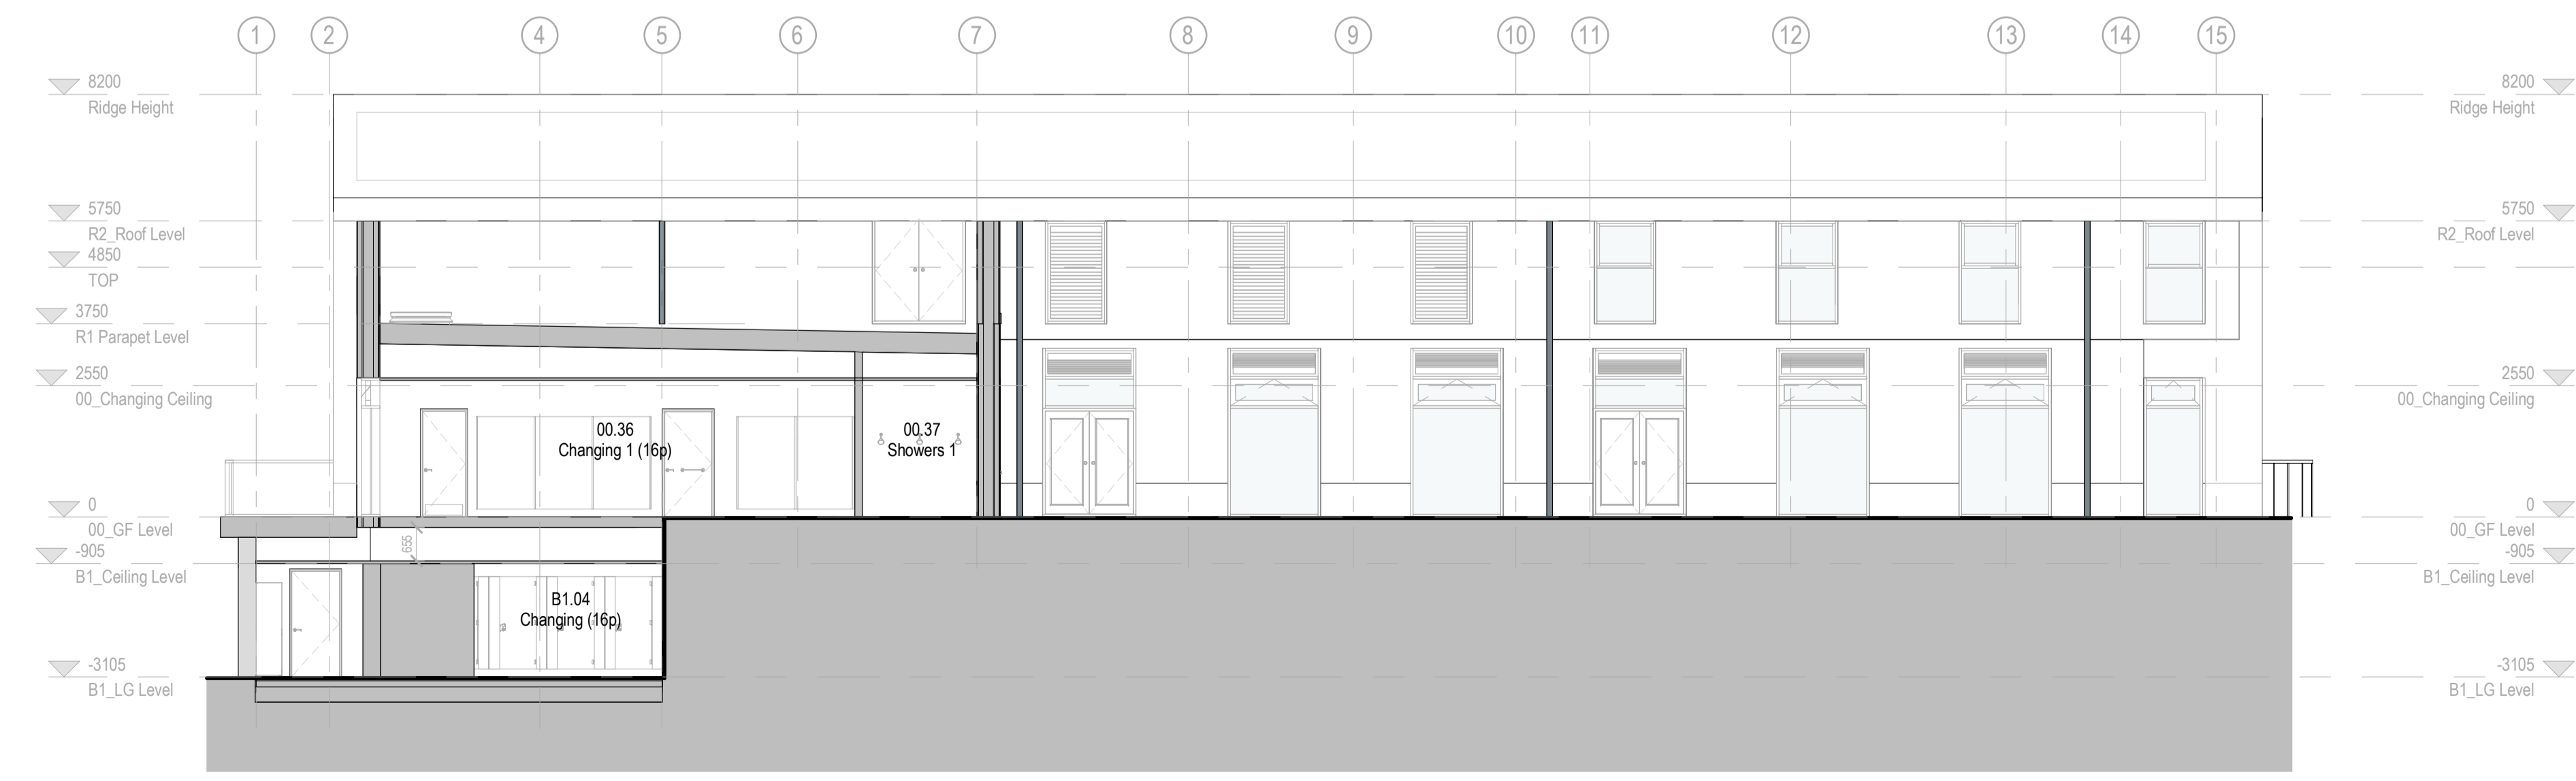 1 2 4 5 6 7 8 9 10 11 12 13 14 15
8200
Ridge Height
5750
R2_Roof Level
4850
TOP
3750
R1 Parapet Level
2550
00_Changing Ceiling
0
00_GF Level
-905
B1_Ceiling Level
-3105
B1_LG Level
00.36
Changing 1 (16p)
00.37
Showers 1
655
B1.04
Changing (16p)
8200
Ridge Height
5750
R2_Roof Level
2550
00_Changing Ceiling
0
00_GF Level
-905
B1_Ceiling Level
-3105
B1_LG Level